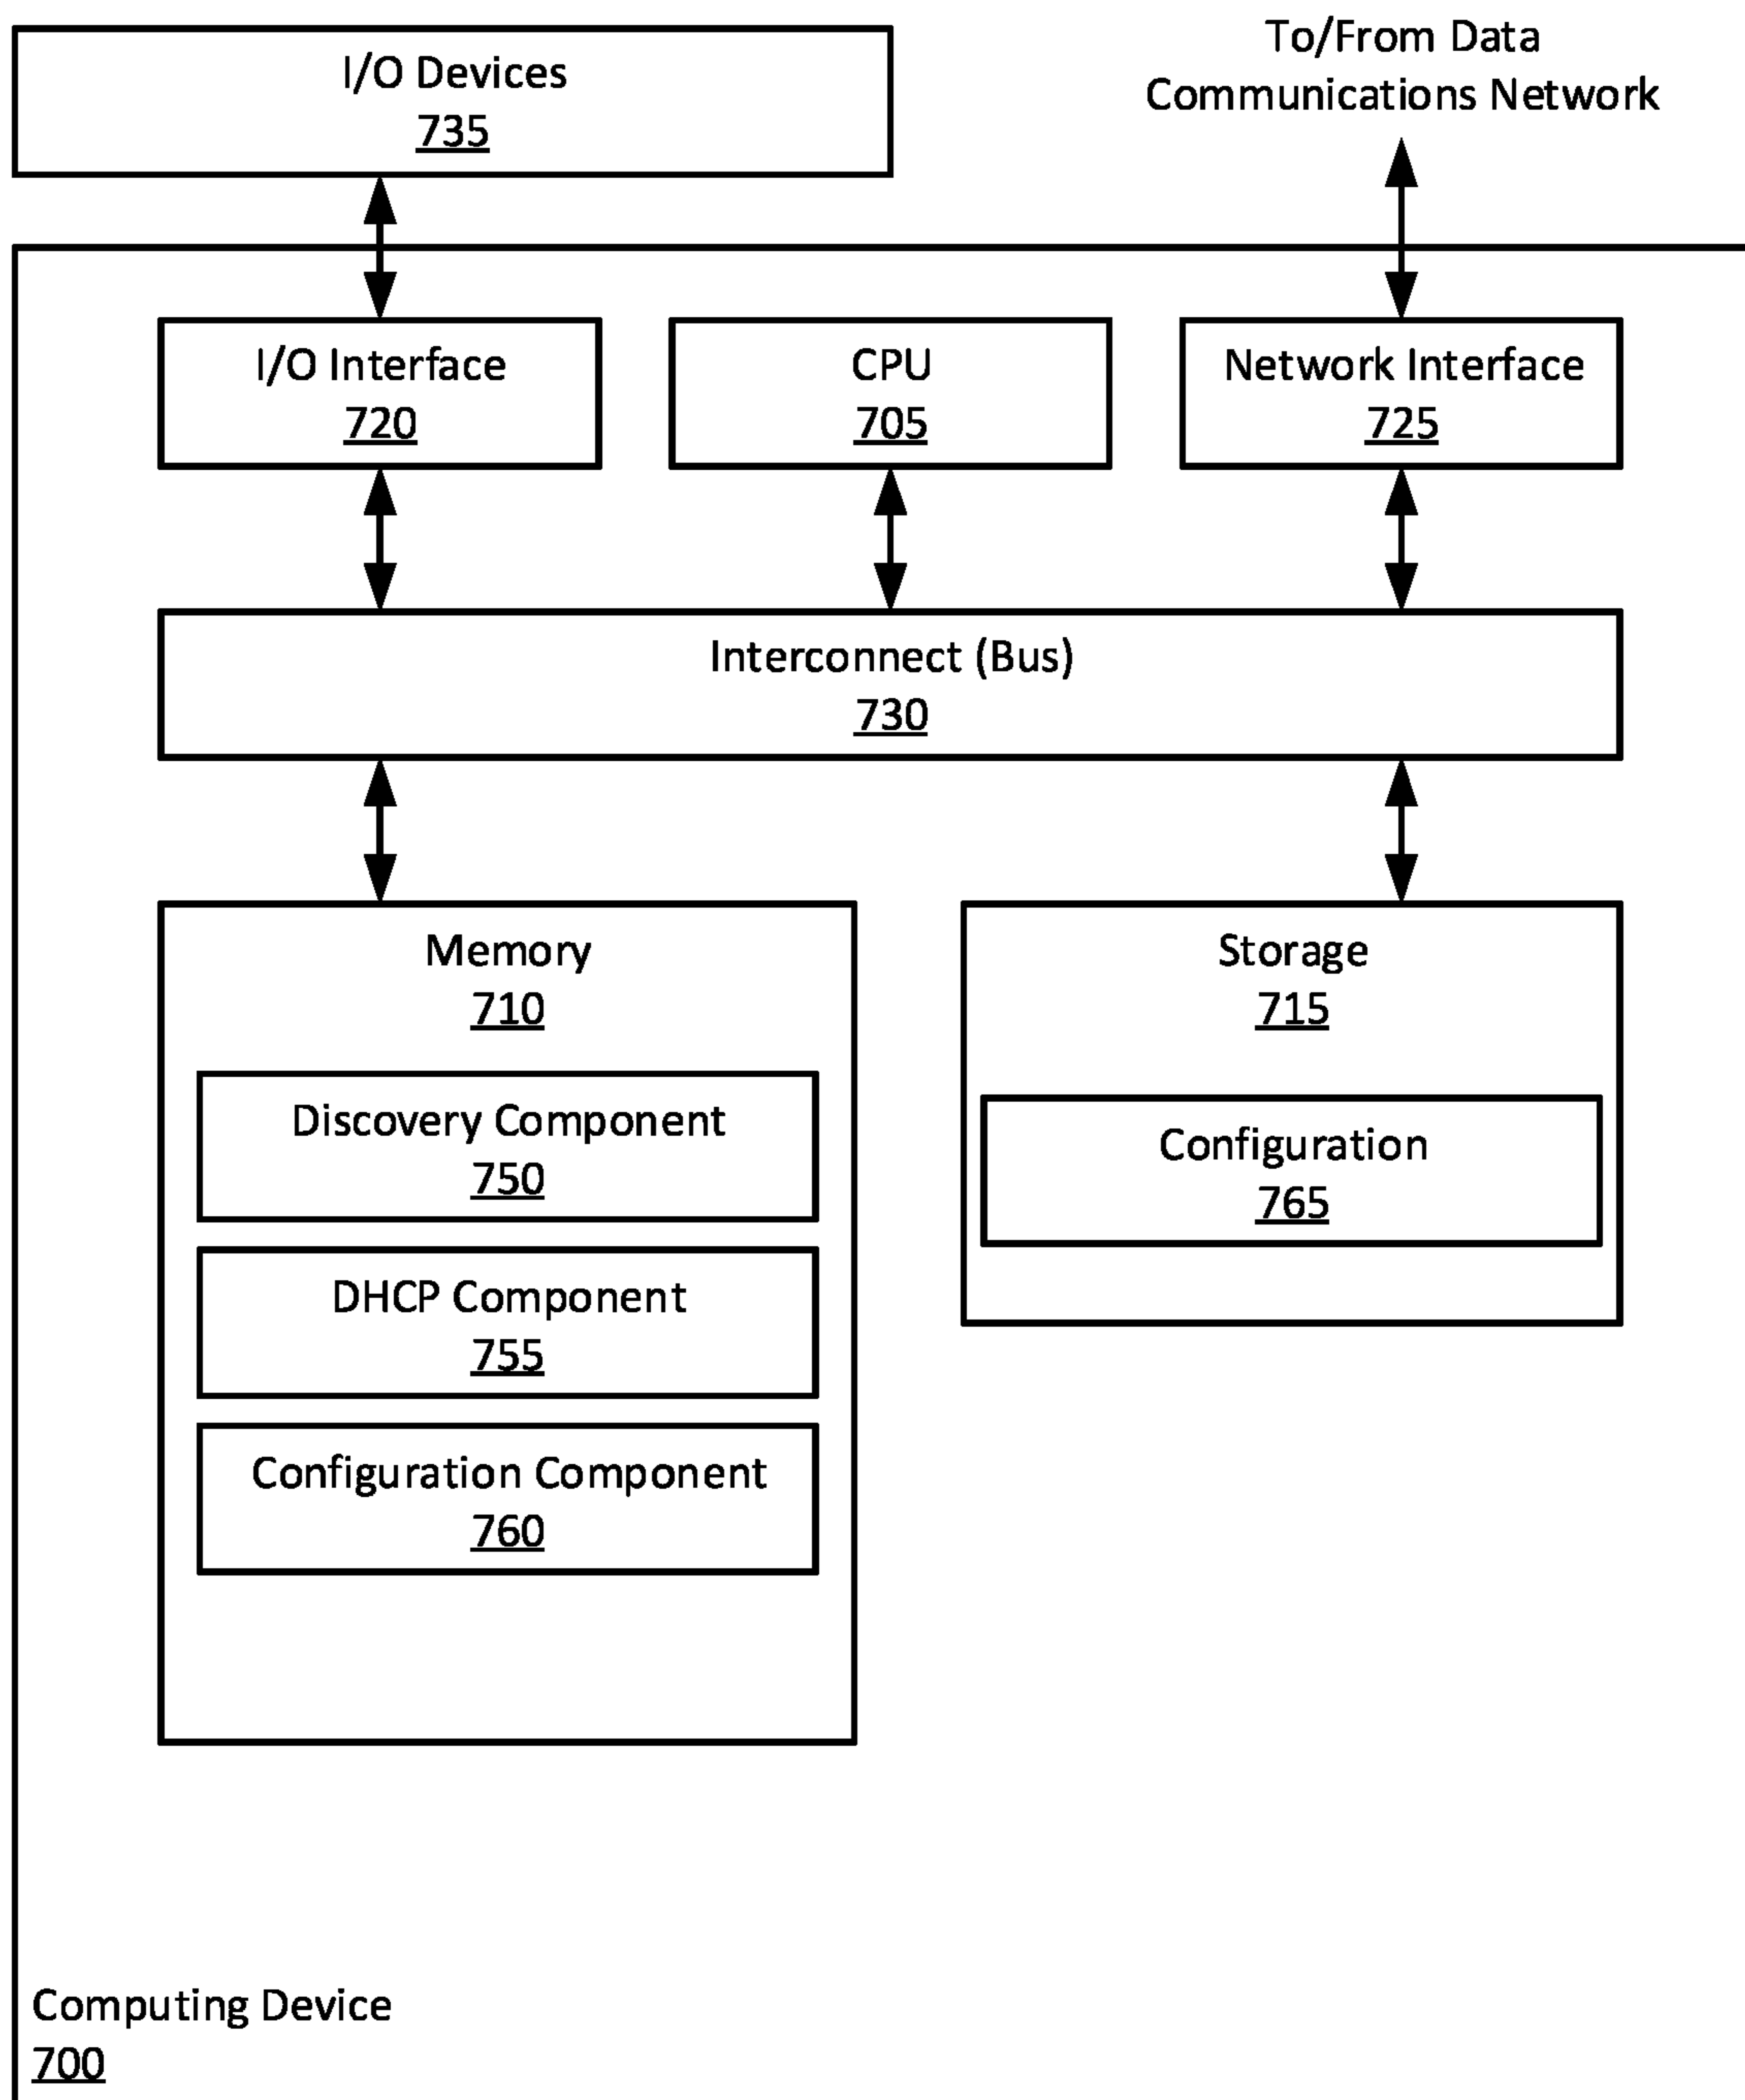 I/O Devices
735
To/From Data
Communications Network
I/O Interface
720
CPU
705
Network Interface
725
Interconnect (Bus)
730
Memory
710
Discovery Component
750
DHCP Component
755
Configuration Component
760
Storage
715
Configuration
765
Computing Device
700